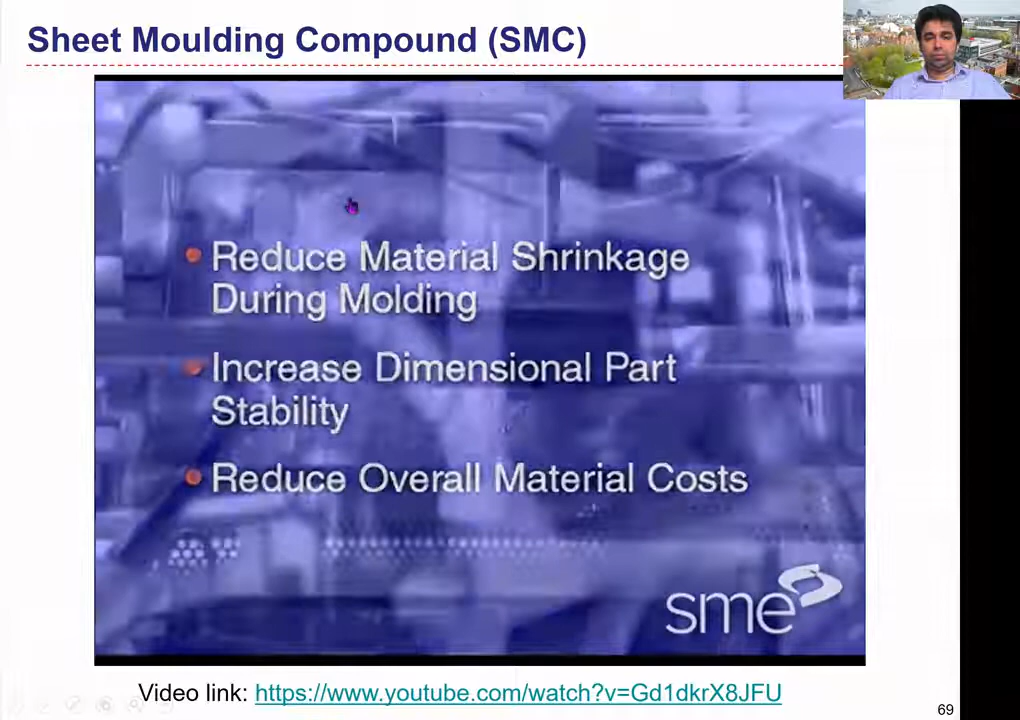 Sheet Moulding Compound (SMC)
• Reduce Material Shrinkage
During Molding
• Increase Dimensional Part
Stability
• Reduce Overall Material Costs
sme
Video link: https://www.youtube.com/watch?v=Gd1dkrX8JFU
69